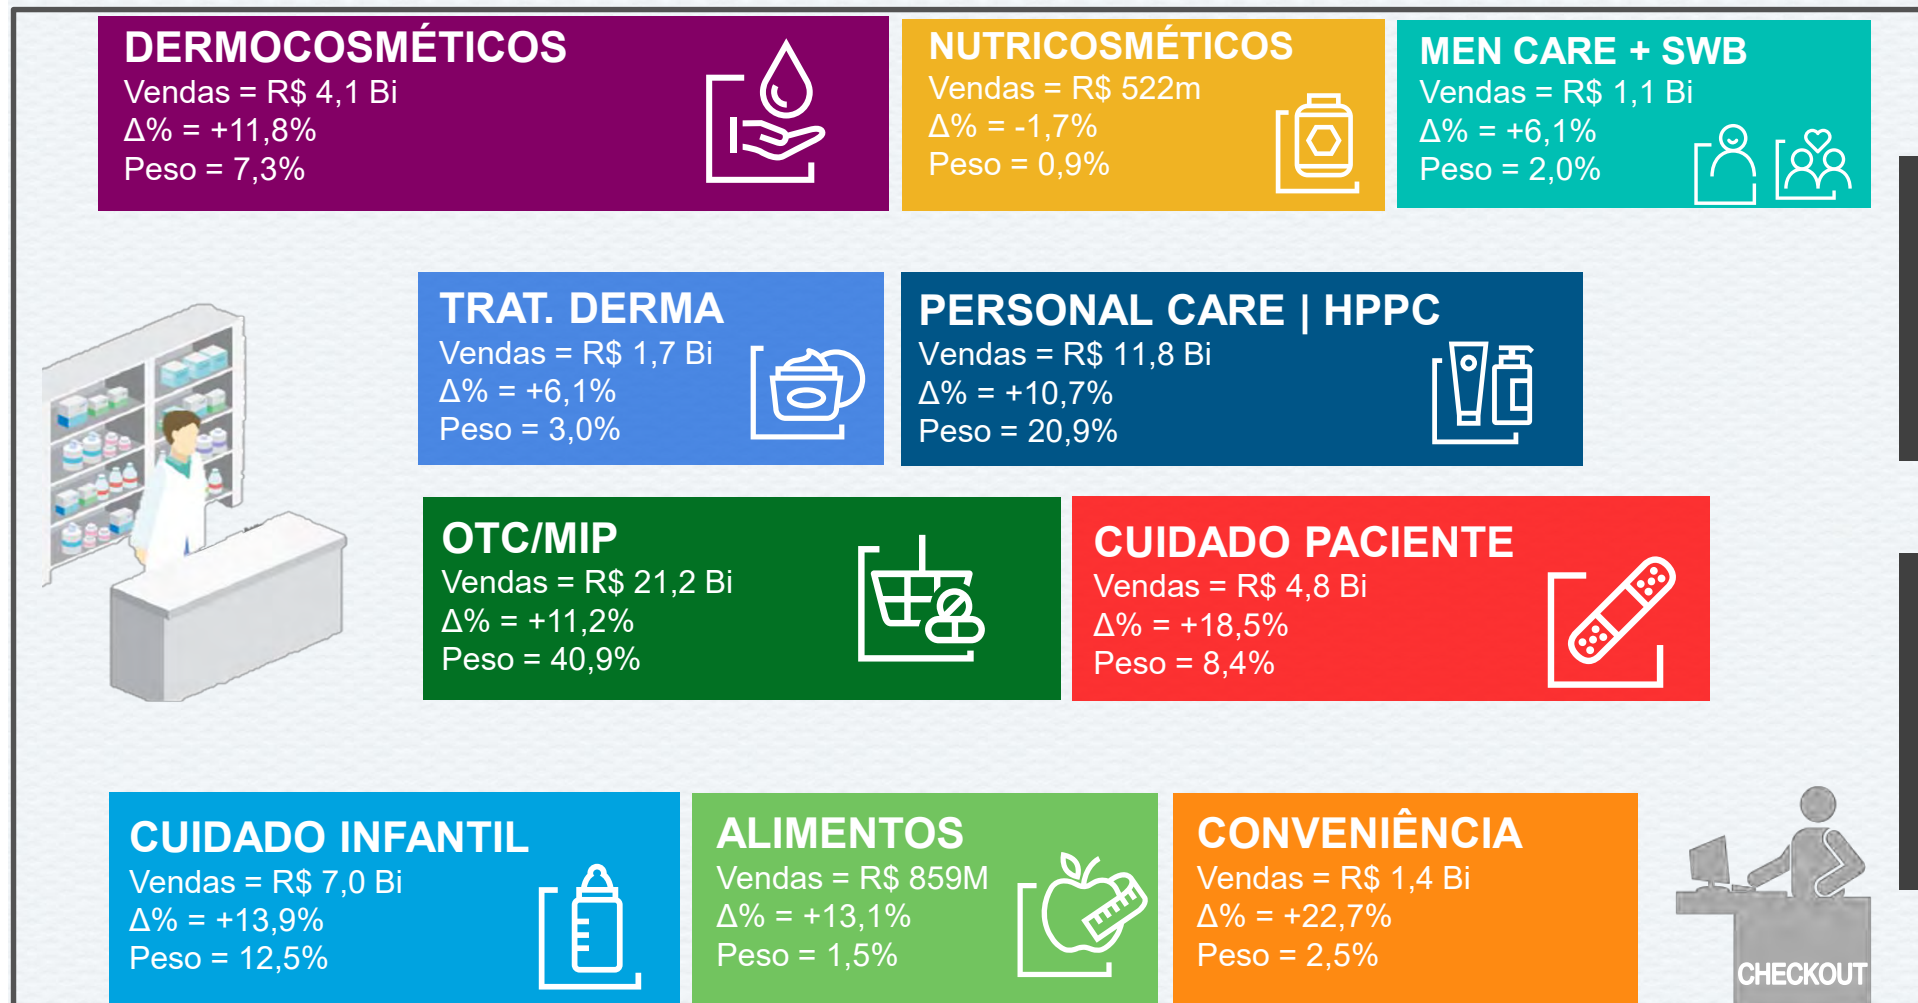 DERMOCOSMÉTICOS
Vendas = R$ 4,1 Bi
Δ% = +11,8%
Peso = 7,3%
NUTRICOSMÉTICOS
Vendas = R$ 522m
Δ% = -1,7%
Peso = 0,9%
MEN CARE + SWB
Vendas = R$ 1,1 Bi
Δ% = +6,1%
Peso = 2,0%
TRAT. DERMA
Vendas = R$ 1,7 Bi
Δ% = +6,1%
Peso = 3,0%
PERSONAL CARE | HPPC
Vendas = R$ 11,8 Bi
Δ% = +10,7%
Peso = 20,9%
OTC/MIP
Vendas = R$ 21,2 Bi
Δ% = +11,2%
Peso = 40,9%
CUIDADO PACIENTE
Vendas = R$ 4,8 Bi
Δ% = +18,5%
Peso = 8,4%
CUIDADO INFANTIL
Vendas = R$ 7,0 Bi
Δ% = +13,9%
Peso = 12,5%
ALIMENTOS
Vendas = R$ 859M
Δ% = +13,1%
Peso = 1,5%
CONVENIÊNCIA
Vendas = R$ 1,4 Bi
Δ% = +22,7%
Peso = 2,5%
CHECKOUT